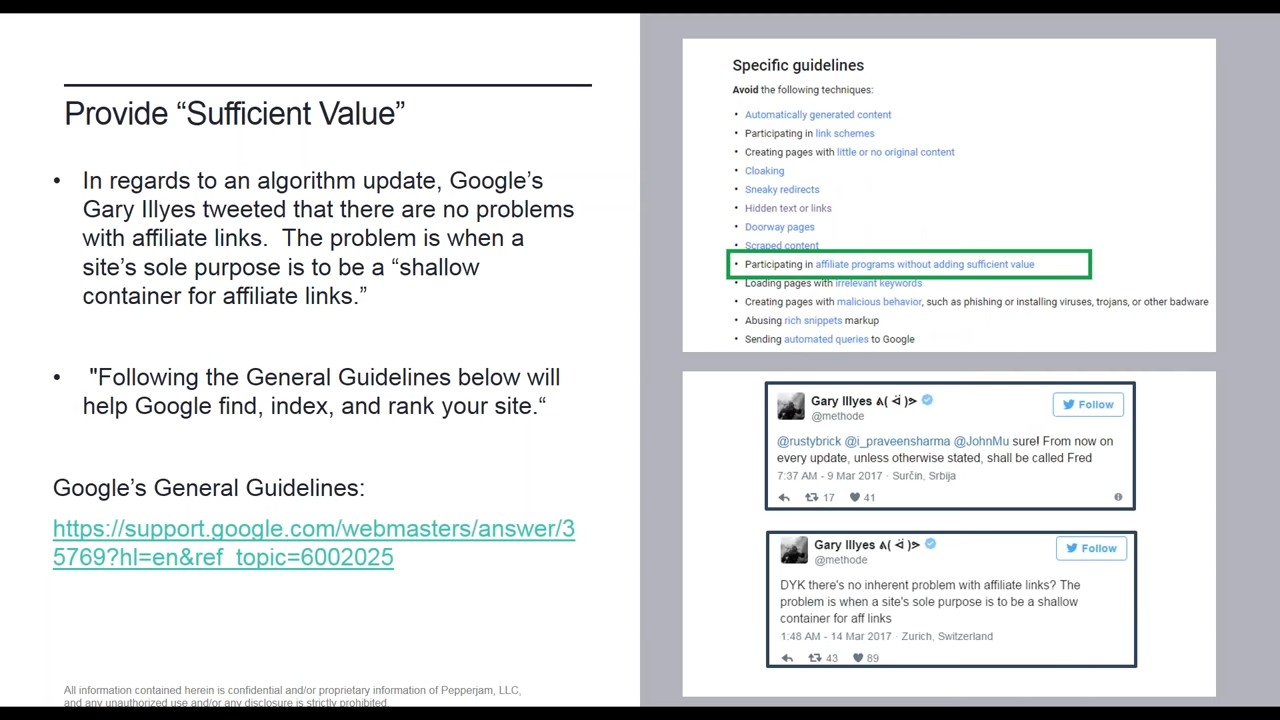 Provide “Sufficient Value”
• In regards to an algorithm update, Google’s
Gary Illyes tweeted that there are no problems
with affiliate links.  The problem is when a
site’s sole purpose is to be a “shallow
container for affiliate links.”
• "Following the General Guidelines below will
help Google find, index, and rank your site.“
Google’s General Guidelines:
https://support.google.com/webmasters/answer/3
5769?hl=en&ref_topic=6002025
All information contained herein is confidential and/or proprietary information of Pepperjam, LLC,
and any unauthorized use and/or any disclosure is strictly prohibited.
Specific guidelines
Avoid the following techniques:
• Automatically generated content
• Participating in link schemes
• Creating pages with little or no original content
• Cloaking
• Sneaky redirects
• Hidden text or links
• Doorway pages
• Scraped content
• Participating in affiliate programs without adding sufficient value
• Loading pages with irrelevant keywords
• Creating pages with malicious behavior, such as phishing or installing viruses, trojans, or other badware
• Abusing rich snippets markup
• Sending automated queries to Google
Gary Illyes
Follow
@methode
@rustybrick @i_praveensharma @JohnMu sure! From now on
every update, unless otherwise stated, shall be called Fred
7:37 AM - 9 Mar 2017 · Surčin, Srbija
17 41
Gary Illyes
Follow
@methode
DYK there's no inherent problem with affiliate links? The
problem is when a site's sole purpose is to be a shallow
container for aff links
1:48 AM - 14 Mar 2017 · Zurich, Switzerland
43 89